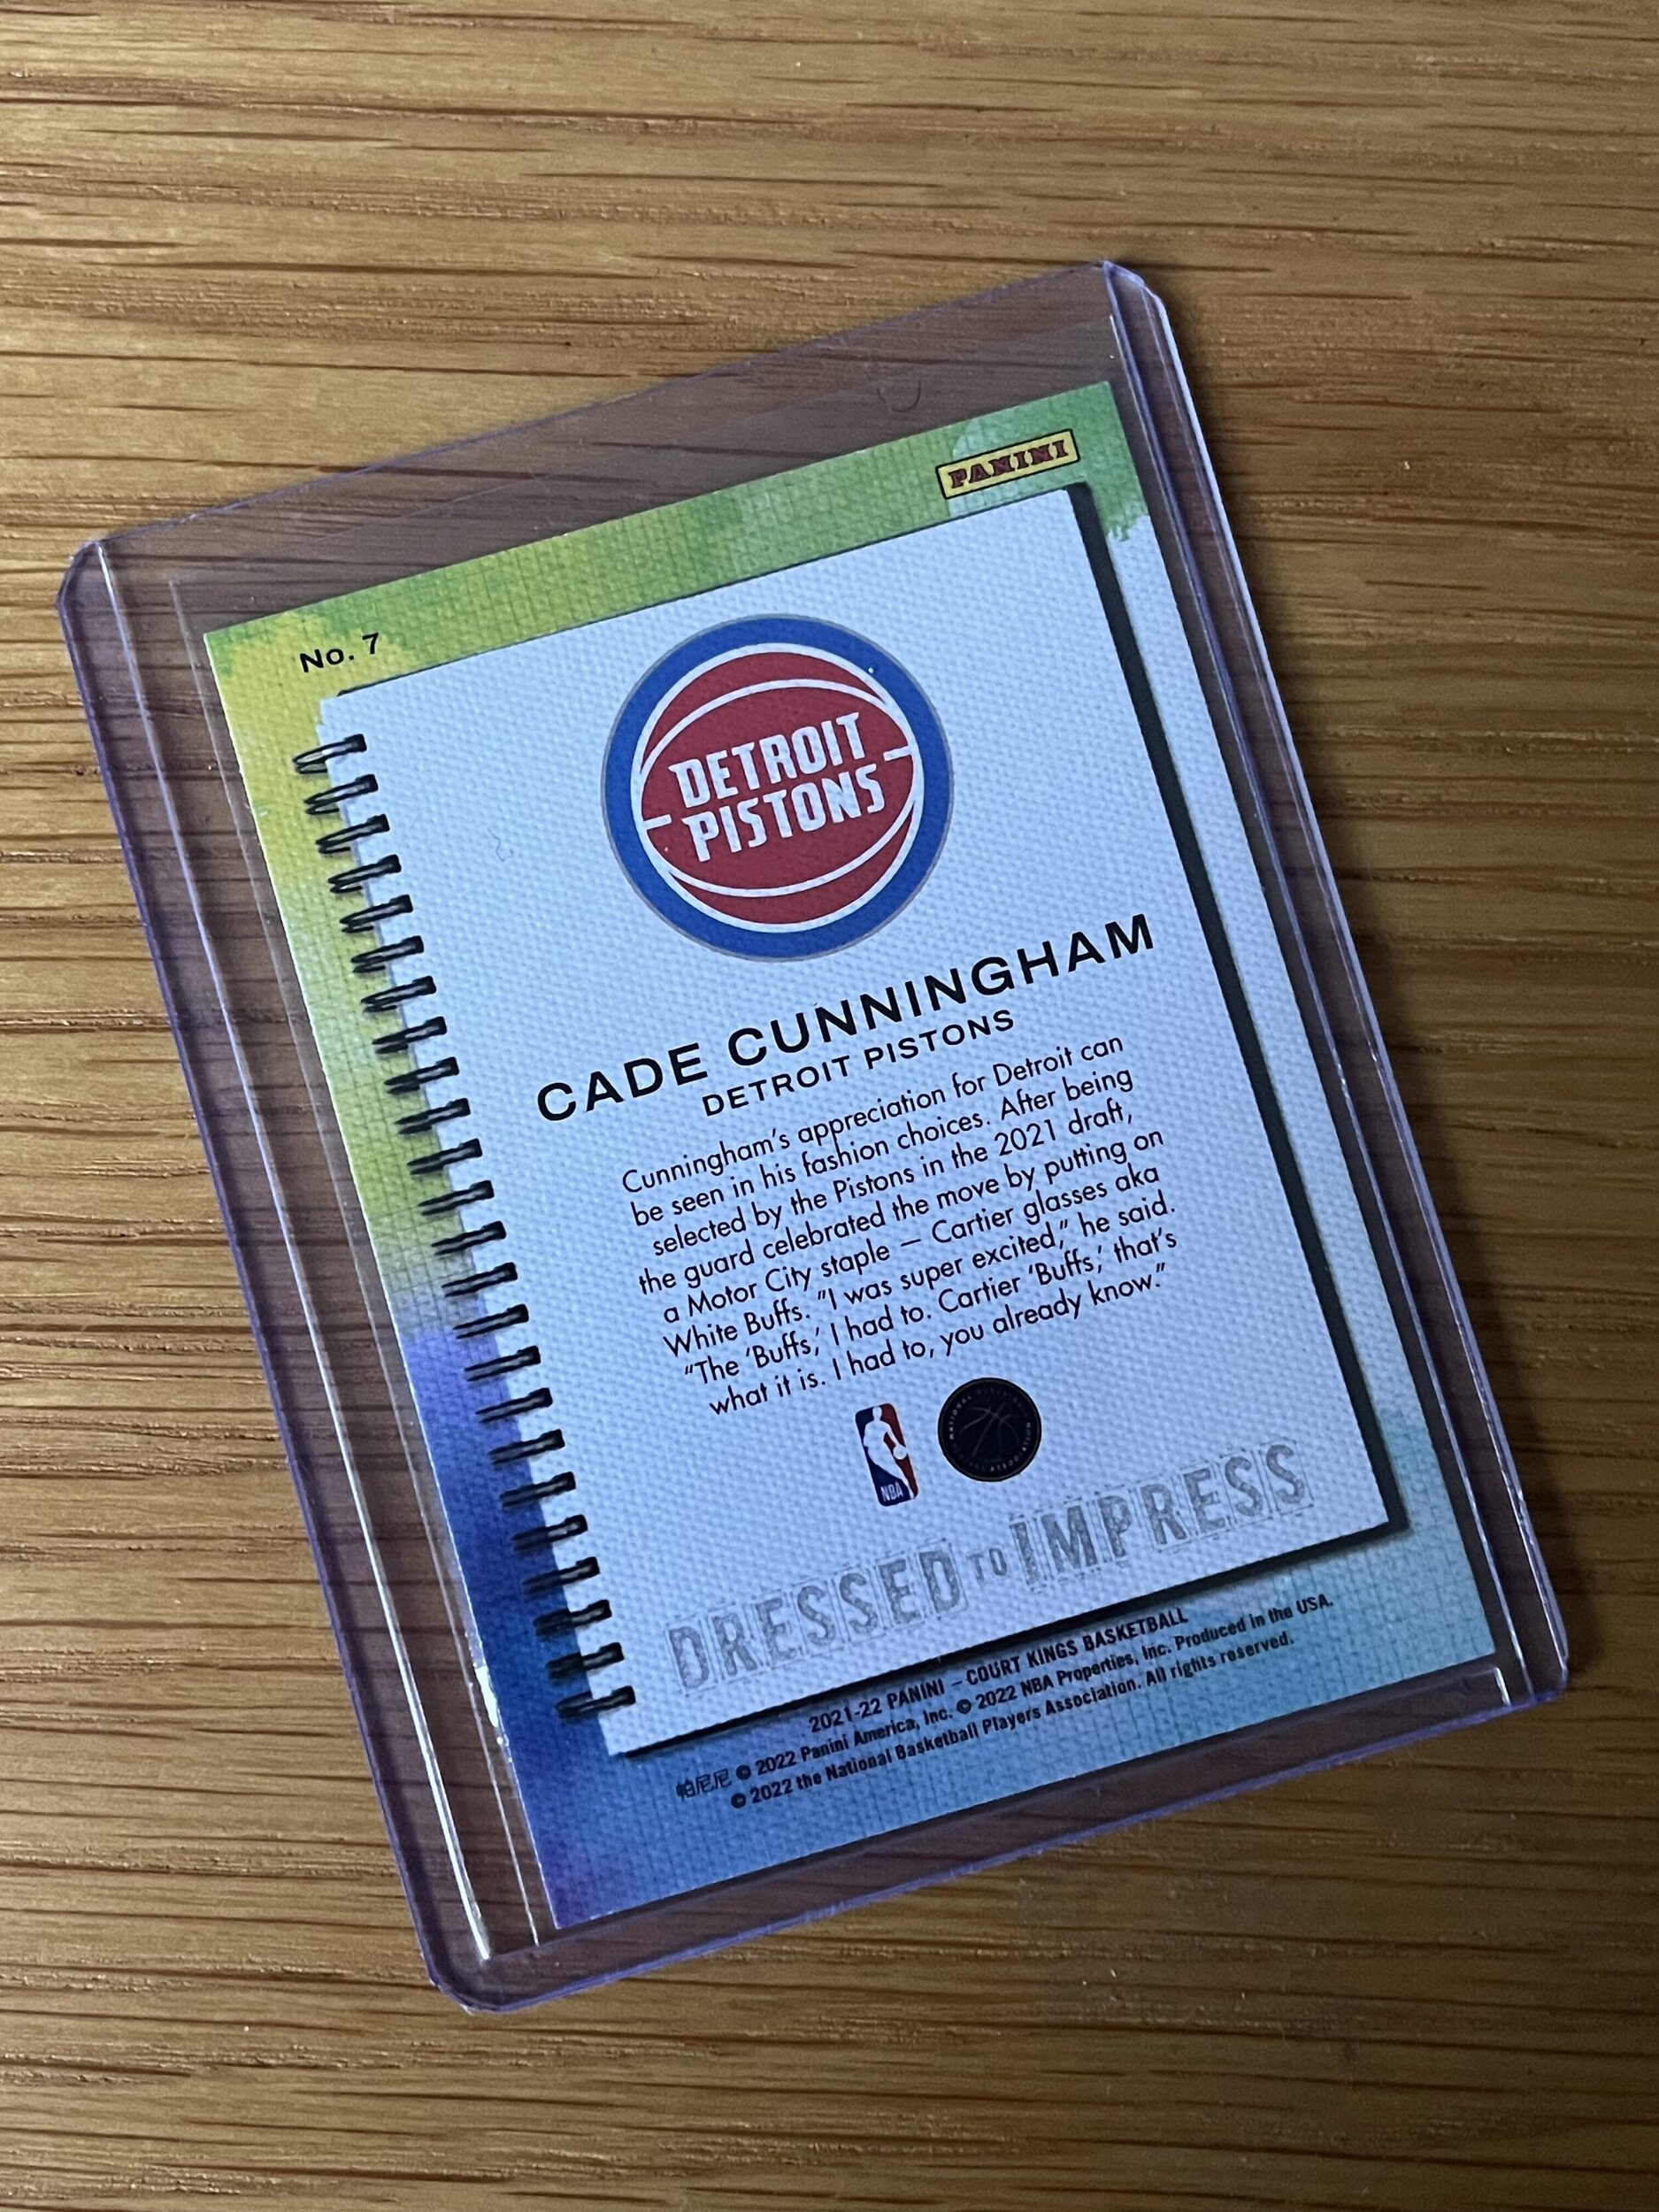 PANINI
No. 7
DETROIT
PISTONS
CADE CUNNINGHAM
DETROIT PISTONS
Cunningham's appreciation for Detroit can
be seen in his fashion choices. After being
selected by the Pistons in the 2021 draft,
the guard celebrated the move by putting on
a Motor City staple — Cartier glasses aka
White Buffs. "I was super excited," he said.
"The 'Buffs,' I had to. Cartier 'Buffs,' that's
what it is. I had to, you already know."
NBA
DRESSED TO IMPRESS
2021-22 PANINI – COURT KINGS BASKETBALL
帕尼尼 © 2022 Panini America, Inc. © 2022 NBA Properties, Inc. Produced in the USA.
© 2022 the National Basketball Players Association. All rights reserved.